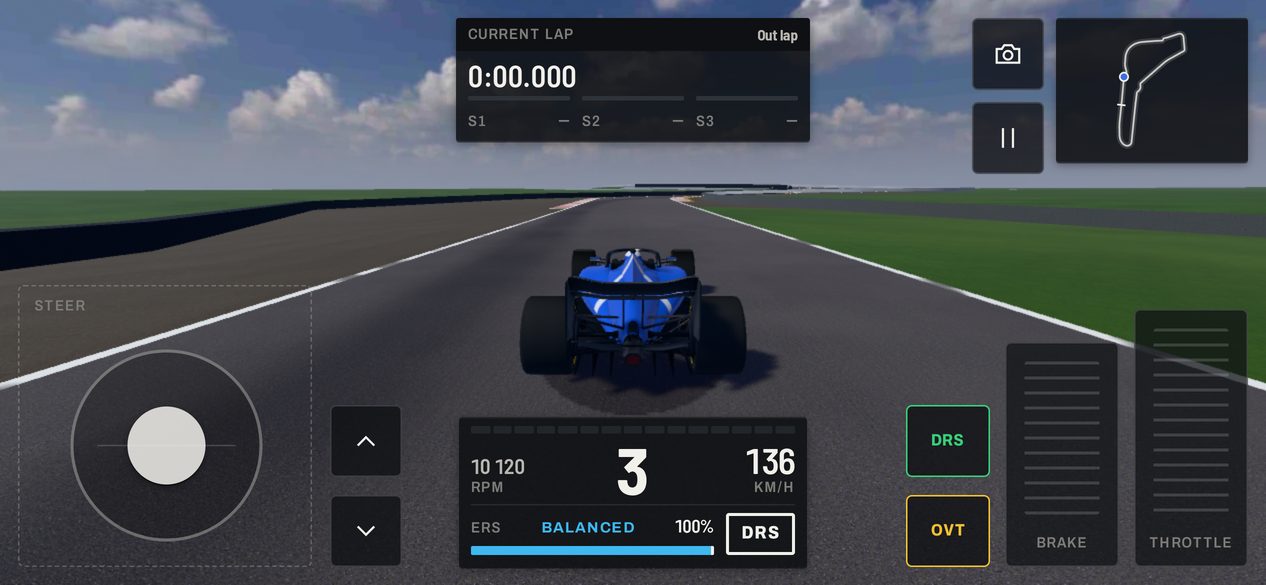 CURRENT LAP Out lap
0:00.000
S1 – S2 – S3 –
STEER
10 120 3 136
RPM KM/H
ERS BALANCED 100% DRS
DRS
OVT
BRAKE THROTTLE